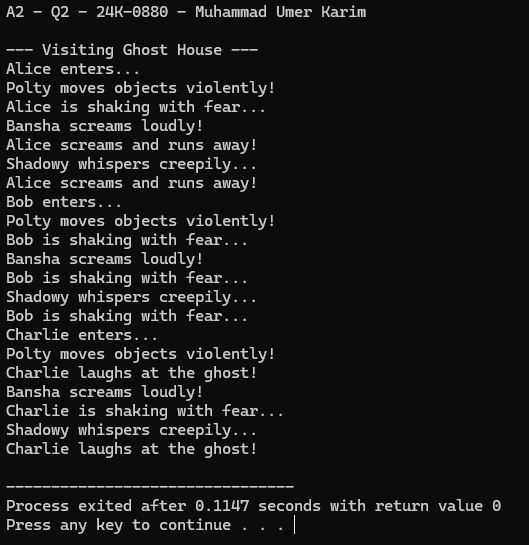 A2 - Q2 - 24K-0880 - Muhammad Umer Karim
--- Visiting Ghost House ---
Alice enters...
Polty moves objects violently!
Alice is shaking with fear...
Bansha screams loudly!
Alice screams and runs away!
Shadowy whispers creepily...
Alice screams and runs away!
Bob enters...
Polty moves objects violently!
Bob is shaking with fear...
Bansha screams loudly!
Bob is shaking with fear...
Shadowy whispers creepily...
Bob is shaking with fear...
Charlie enters...
Polty moves objects violently!
Charlie laughs at the ghost!
Bansha screams loudly!
Charlie is shaking with fear...
Shadowy whispers creepily...
Charlie laughs at the ghost!
--------------------------------
Process exited after 0.1147 seconds with return value 0
Press any key to continue . . .